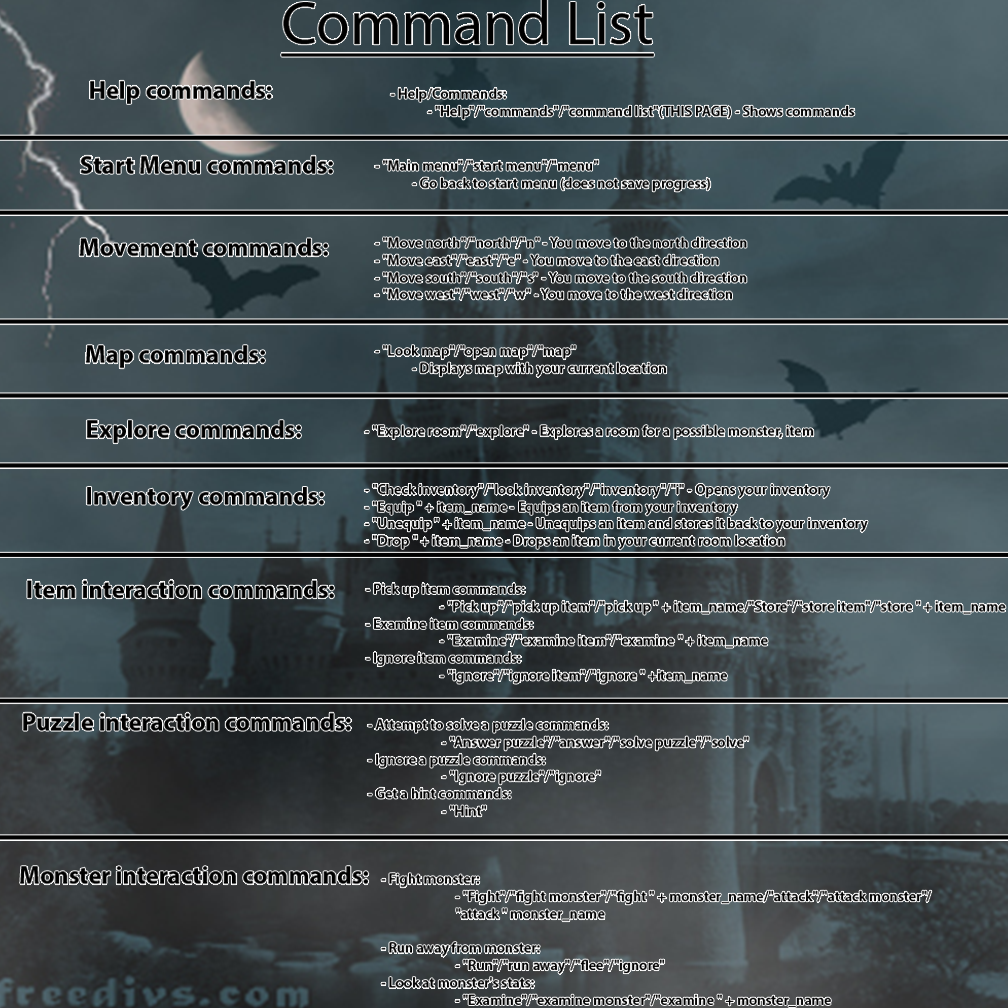 Command List
Help commands:
- Help/Commands:
- "Help"/"commands"/"command list"(THIS PAGE) - Shows commands
Start Menu commands:
- "Main menu"/"start menu"/"menu"
- Go back to start menu (does not save progress)
Movement commands:
- "Move north"/"north"/"n" - You move to the north direction
- "Move east"/"east"/"e" - You move to the east direction
- "Move south"/"south"/"s" - You move to the south direction
- "Move west"/"west"/"w" - You move to the west direction
Map commands:
- "Look map"/"open map"/"map"
- Displays map with your current location
Explore commands:
- "Explore room"/"explore" - Explores a room for a possible monster, item
Inventory commands:
- "Check inventory"/"look inventory"/"inventory"/"i" - Opens your inventory
- "Equip " + item_name - Equips an item from your inventory
- "Unequip " + item_name - Unequips an item and stores it back to your inventory
- "Drop " + item_name - Drops an item in your current room location
Item interaction commands:
- Pick up item commands:
- "Pick up"/"pick up item"/"pick up " + item_name/"Store"/"store item"/"store " + item_name
- Examine item commands:
- "Examine"/"examine item"/"examine " + item_name
- Ignore item commands:
- "ignore"/"ignore item"/"ignore " +item_name
Puzzle interaction commands:
- Attempt to solve a puzzle commands:
- "Answer puzzle"/"answer"/"solve puzzle"/"solve"
- Ignore a puzzle commands:
- "Ignore puzzle"/"ignore"
- Get a hint commands:
- "Hint"
Monster interaction commands:
- Fight monster:
- "Fight"/"fight monster"/"fight " + monster_name/"attack"/"attack monster"/
"attack " monster_name
- Run away from monster:
- "Run"/"run away"/"flee"/"ignore"
- Look at monster's stats:
- "Examine"/"examine monster"/"examine " + monster_name
freedivs.com